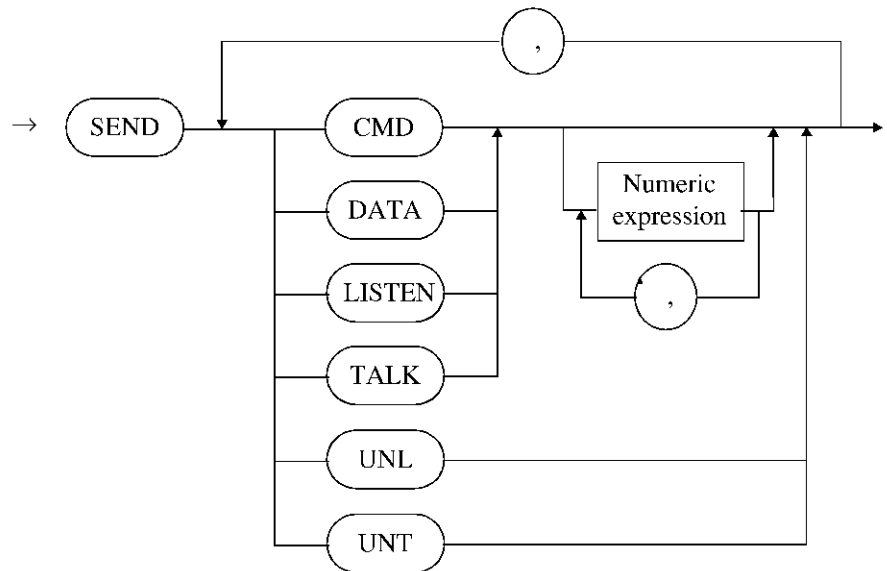 ,
→ SEND CMD
Numeric
expression
DATA
LISTEN
,
TALK
UNL
UNT